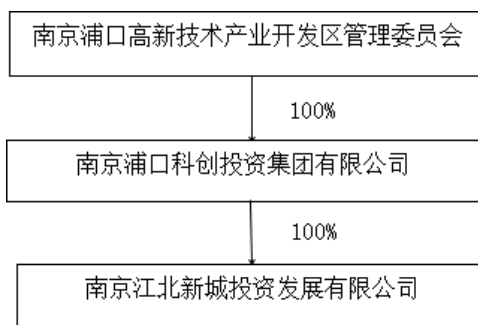 南京浦口高新技术产业开发区管理委员会
100%
南京浦口科创投资集团有限公司
100%
南京江北新城投资发展有限公司